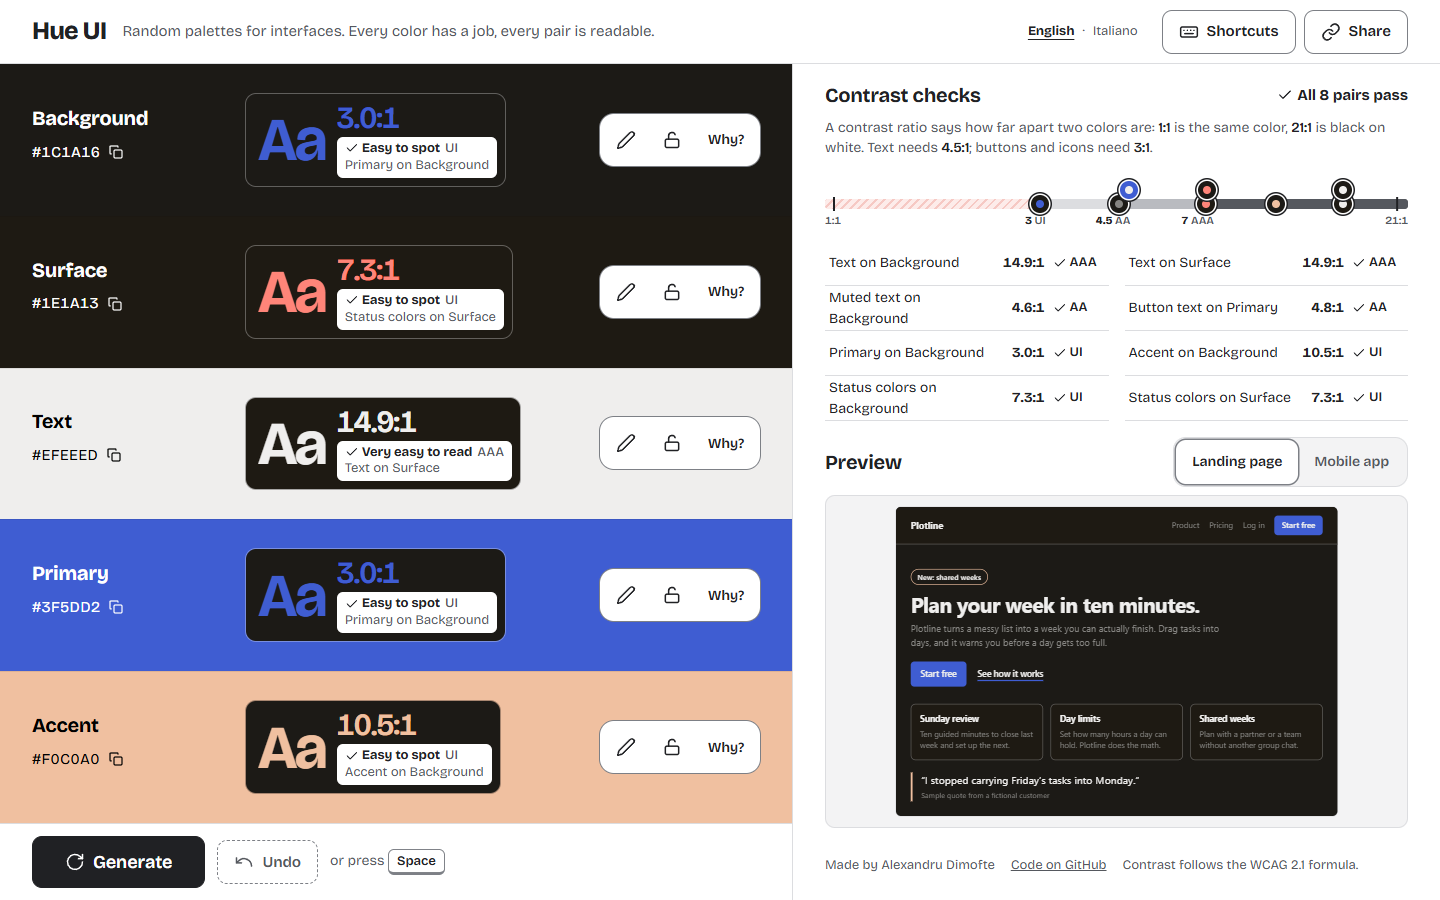 Hue UI
Random palettes for interfaces. Every color has a job, every pair is readable.
English · Italiano
Shortcuts
Share
Background
#1C1A16
Aa
3.0:1
Easy to spot UI
Primary on Background
Why?
Surface
#1E1A13
Aa
7.3:1
Easy to spot UI
Status colors on Surface
Why?
Text
#EFEEED
Aa
14.9:1
Very easy to read AAA
Text on Surface
Why?
Primary
#3F5DD2
Aa
3.0:1
Easy to spot UI
Primary on Background
Why?
Accent
#F0C0A0
Aa
10.5:1
Easy to spot UI
Accent on Background
Why?
Generate
Undo
or press Space
Contrast checks
All 8 pairs pass
A contrast ratio says how far apart two colors are: 1:1 is the same color, 21:1 is black on
white. Text needs 4.5:1; buttons and icons need 3:1.
1:1 3 UI 4.5 AA 7 AAA 21:1
Text on Background 14.9:1 AAA
Text on Surface 14.9:1 AAA
Muted text on
Background 4.6:1 AA
Button text on Primary 4.8:1 AA
Primary on Background 3.0:1 UI
Accent on Background 10.5:1 UI
Status colors on
Background 7.3:1 UI
Status colors on Surface 7.3:1 UI
Preview
Landing page
Mobile app
Plotline
Product Pricing Log in Start free
New: shared weeks
Plan your week in ten minutes.
Plotline turns a messy list into a week you can actually finish. Drag tasks into
days, and it warns you before a day gets too full.
Start free
See how it works
Sunday review
Ten guided minutes to close last
week and set up the next.
Day limits
Set how many hours a day can
hold. Plotline does the math.
Shared weeks
Plan with a partner or a team
without another group chat.
“I stopped carrying Friday’s tasks into Monday.”
Sample quote from a fictional customer
Made by Alexandru Dimofte
Code on GitHub
Contrast follows the WCAG 2.1 formula.